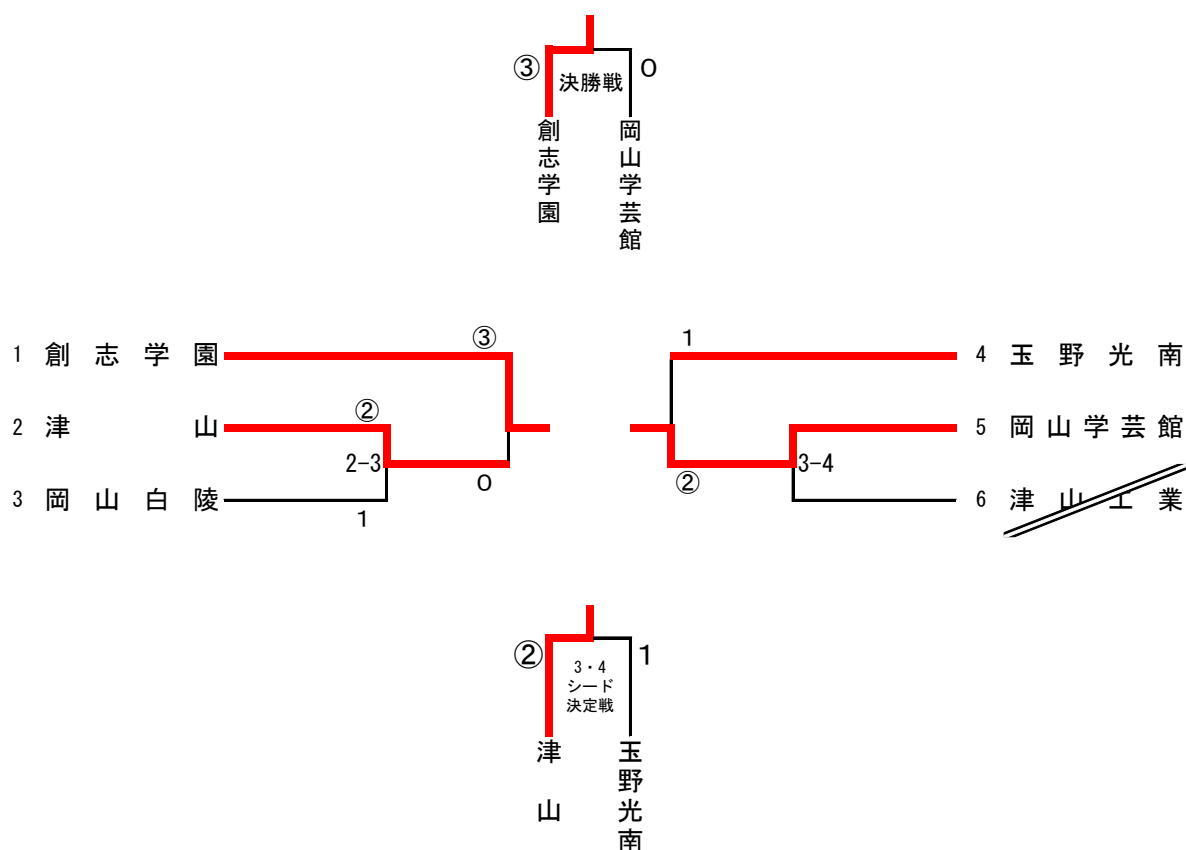 ③ 決勝戦 0
創志学園 岡山学芸館
③ 1
1 創志学園 4 玉野光南
②
2 津山 5 岡山学芸館
2-3 3-4
0 ②
3 岡山白陵 6 津山工業
1
② 3・4 1
シード
決定戦
津山 玉野光南